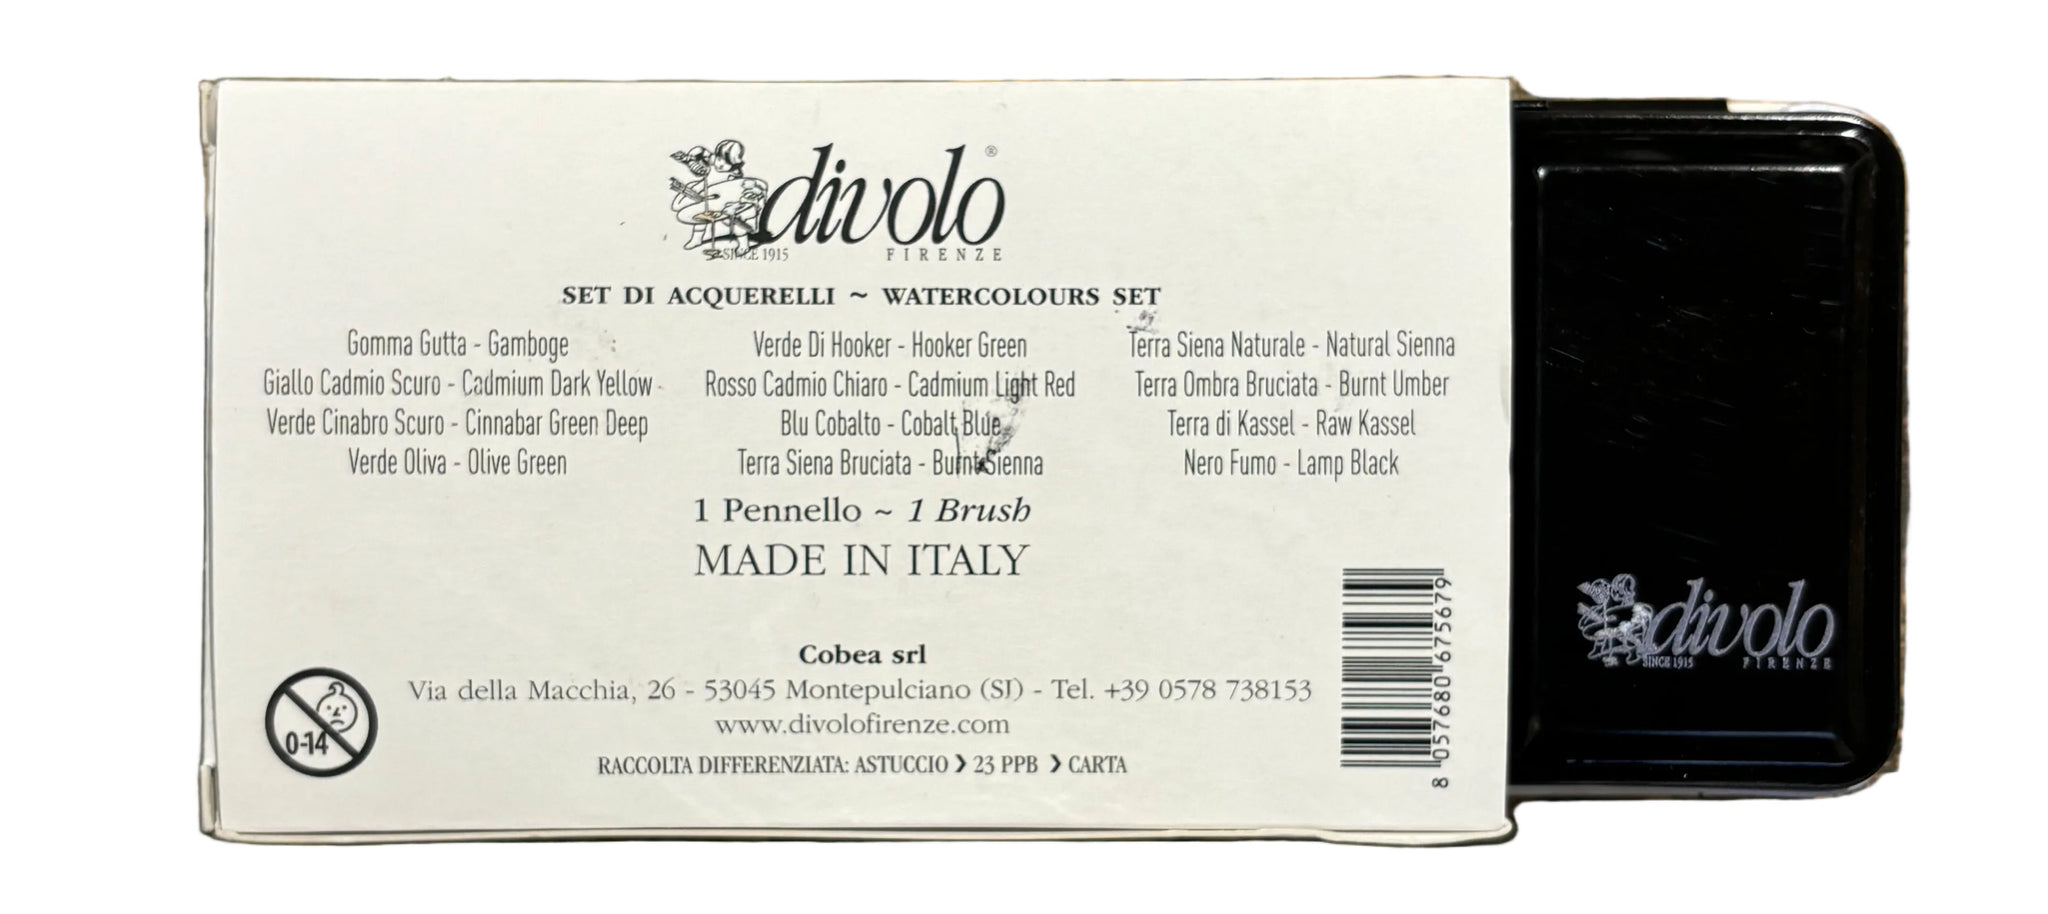 divolo ®
SINCE 1915 FIRENZE
SET DI ACQUERELLI ~ WATERCOLOURS SET
Gomma Gutta - Gamboge
Giallo Cadmio Scuro - Cadmium Dark Yellow
Verde Cinabro Scuro - Cinnabar Green Deep
Verde Oliva - Olive Green
Verde Di Hooker - Hooker Green
Rosso Cadmio Chiaro - Cadmium Light Red
Blu Cobalto - Cobalt Blue
Terra Siena Bruciata - Burnt Sienna
Terra Siena Naturale - Natural Sienna
Terra Ombra Bruciata - Burnt Umber
Terra di Kassel - Raw Kassel
Nero Fumo - Lamp Black
1 Pennello ~ 1 Brush
MADE IN ITALY
Cobea srl
Via della Macchia, 26 - 53045 Montepulciano (SI) - Tel. +39 0578 738153
www.divolofirenze.com
RACCOLTA DIFFERENZIATA: ASTUCCIO ❯ 23 PPB ❯ CARTA
0-14
8 057680 675679
divolo
SINCE 1915 FIRENZE